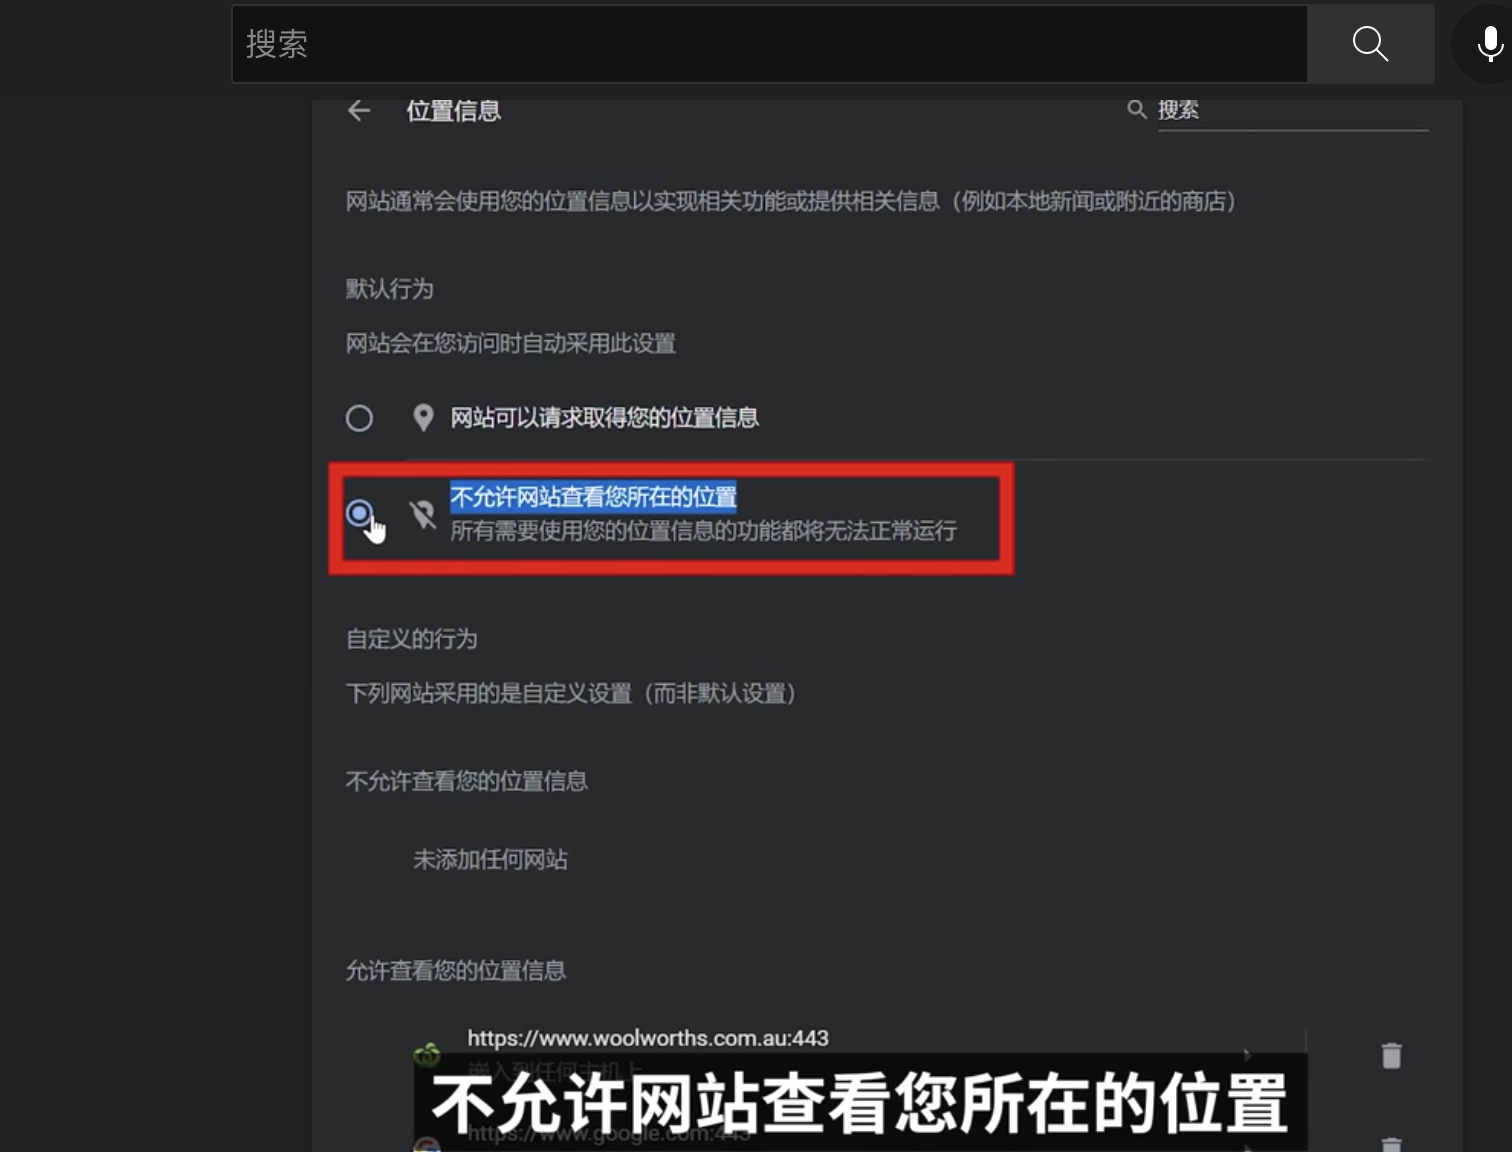 搜索
位置信息
搜索
网站通常会使用您的位置信息以实现相关功能或提供相关信息（例如本地新闻或附近的商店）
默认行为
网站会在您访问时自动采用此设置
网站可以请求取得您的位置信息
不允许网站查看您所在的位置
所有需要使用您的位置信息的功能都将无法正常运行
自定义的行为
下列网站采用的是自定义设置（而非默认设置）
不允许查看您的位置信息
未添加任何网站
允许查看您的位置信息
https://www.woolworths.com.au:443
嵌入到任何主机上
不允许网站查看您所在的位置
https://www.google.com:443